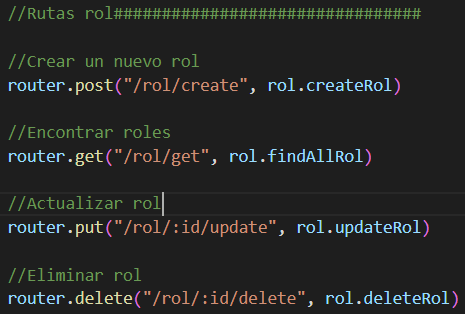 //Rutas rol################################
//Crear un nuevo rol
router.post("/rol/create", rol.createRol)
//Encontrar roles
router.get("/rol/get", rol.findAllRol)
//Actualizar rol
router.put("/rol/:id/update", rol.updateRol)
//Eliminar rol
router.delete("/rol/:id/delete", rol.deleteRol)